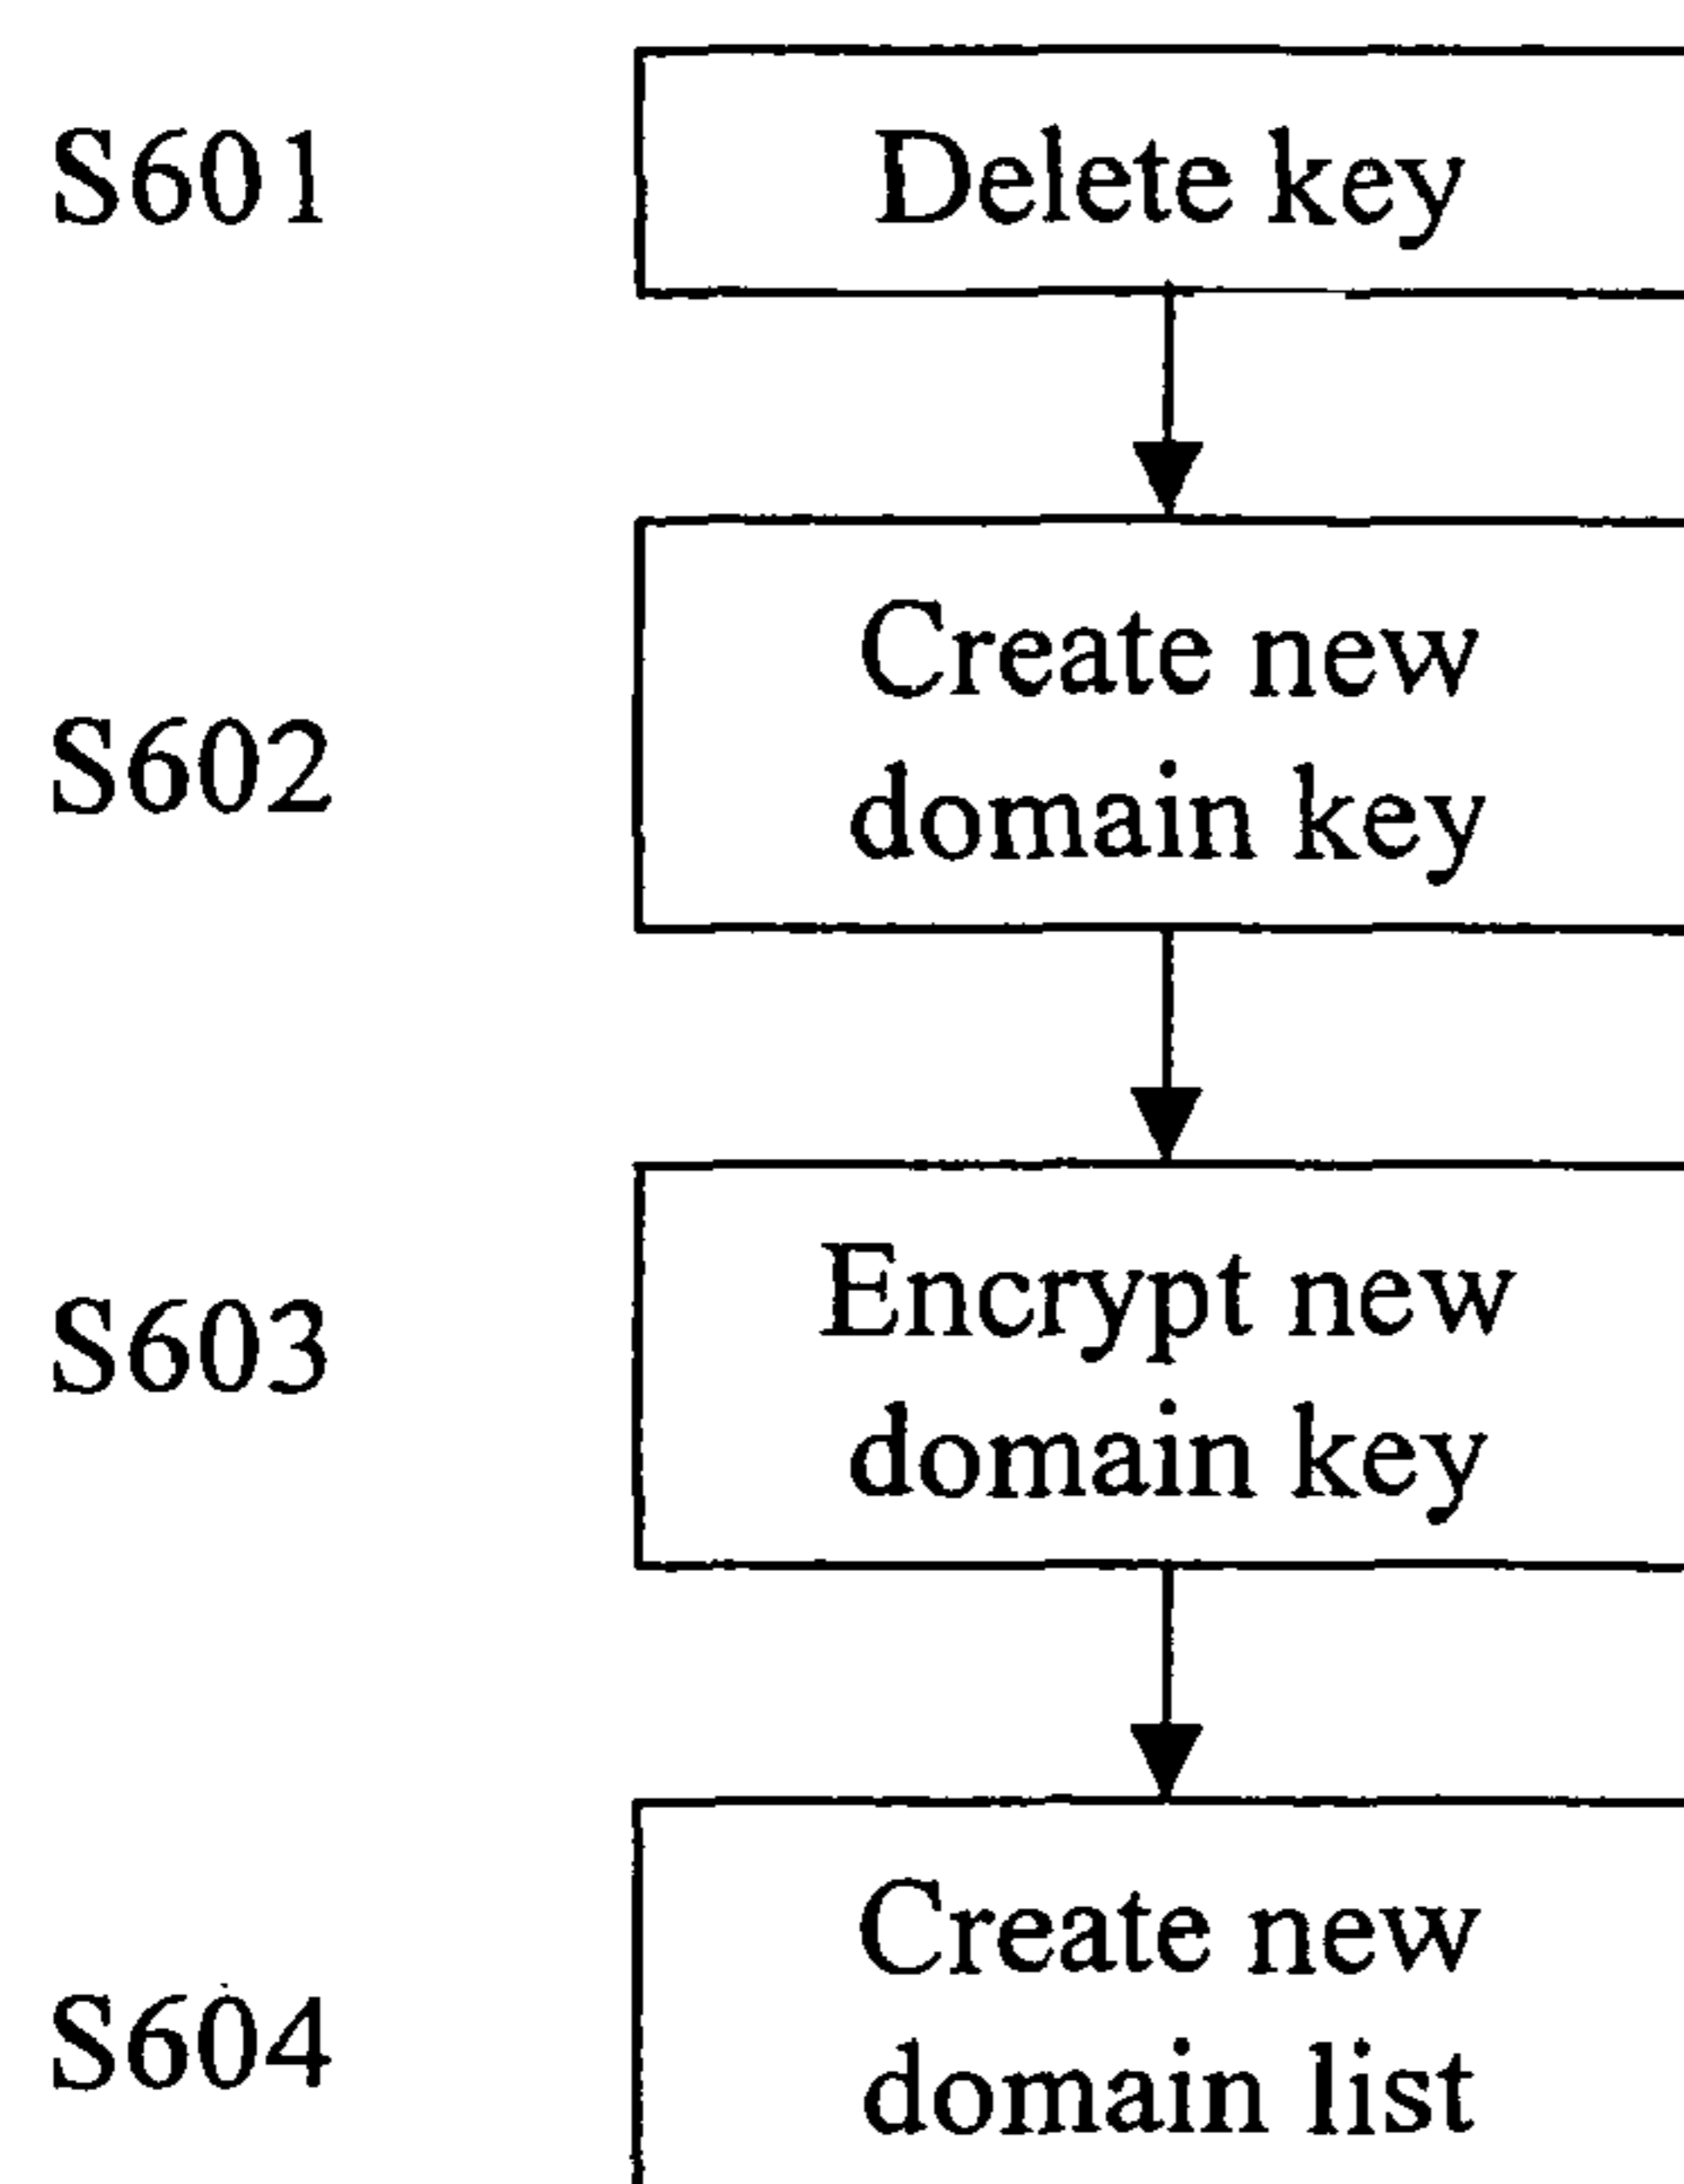 S601
Delete key
S602
Create new
domain key
S603
Encrypt new
domain key
S604
Create new
domain list